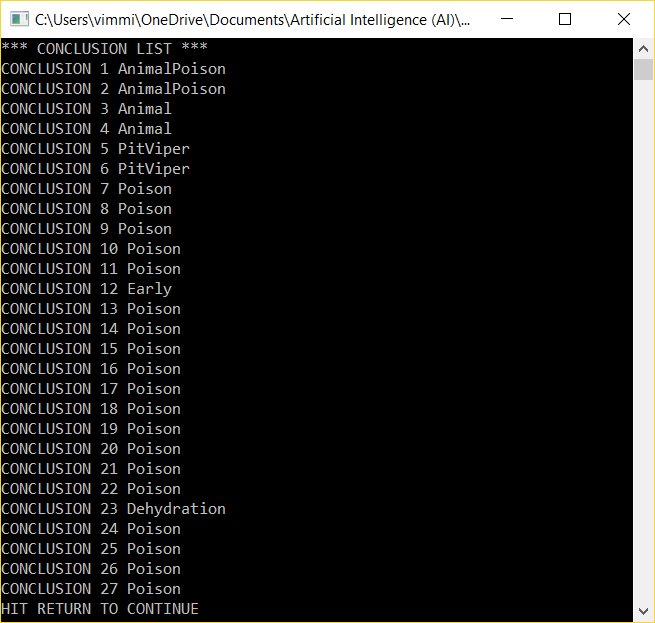 C:\Users\vimmi\OneDrive\Documents\Artificial Intelligence (AI)\...
*** CONCLUSION LIST ***
CONCLUSION 1 AnimalPoison
CONCLUSION 2 AnimalPoison
CONCLUSION 3 Animal
CONCLUSION 4 Animal
CONCLUSION 5 PitViper
CONCLUSION 6 PitViper
CONCLUSION 7 Poison
CONCLUSION 8 Poison
CONCLUSION 9 Poison
CONCLUSION 10 Poison
CONCLUSION 11 Poison
CONCLUSION 12 Early
CONCLUSION 13 Poison
CONCLUSION 14 Poison
CONCLUSION 15 Poison
CONCLUSION 16 Poison
CONCLUSION 17 Poison
CONCLUSION 18 Poison
CONCLUSION 19 Poison
CONCLUSION 20 Poison
CONCLUSION 21 Poison
CONCLUSION 22 Poison
CONCLUSION 23 Dehydration
CONCLUSION 24 Poison
CONCLUSION 25 Poison
CONCLUSION 26 Poison
CONCLUSION 27 Poison
HIT RETURN TO CONTINUE